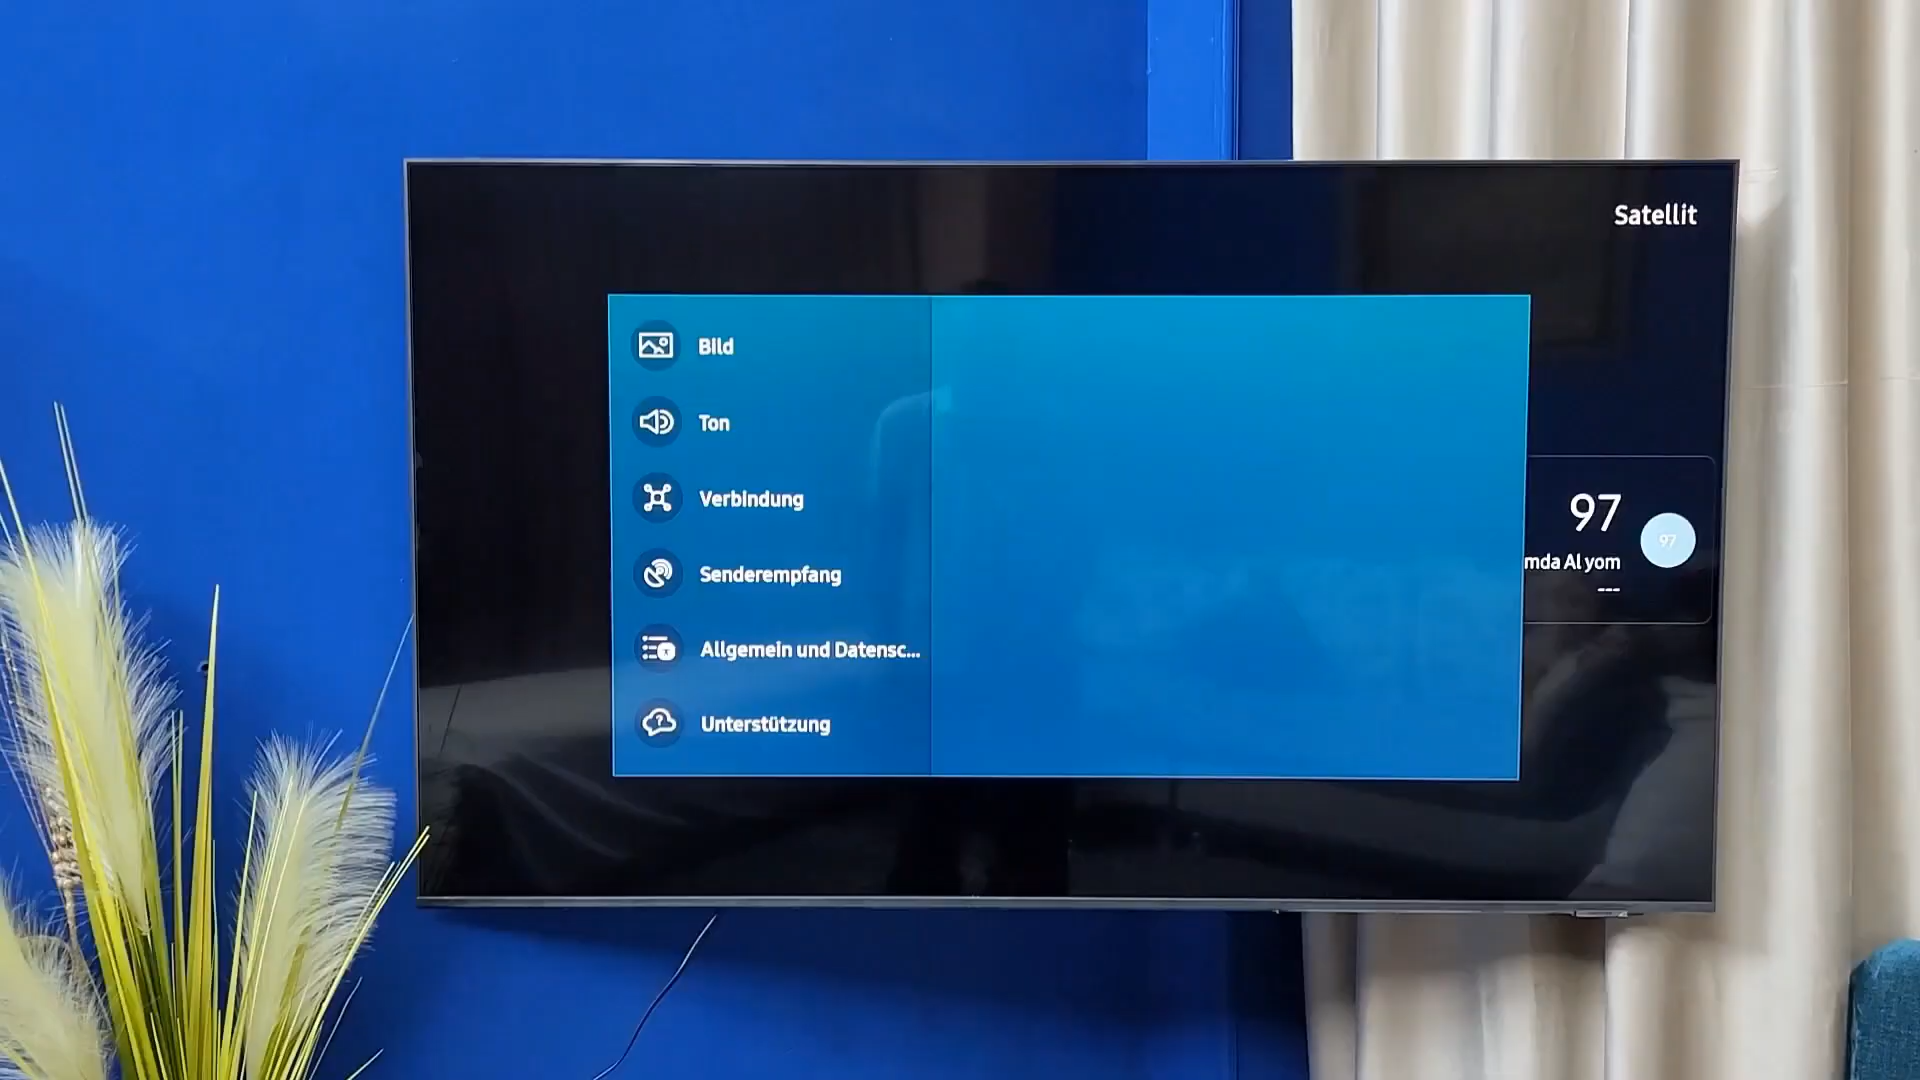 Satellit
Bild
Ton
Verbindung
Senderempfang
Allgemein und Datensc...
Unterstützung
97
97
mda Al yom
---